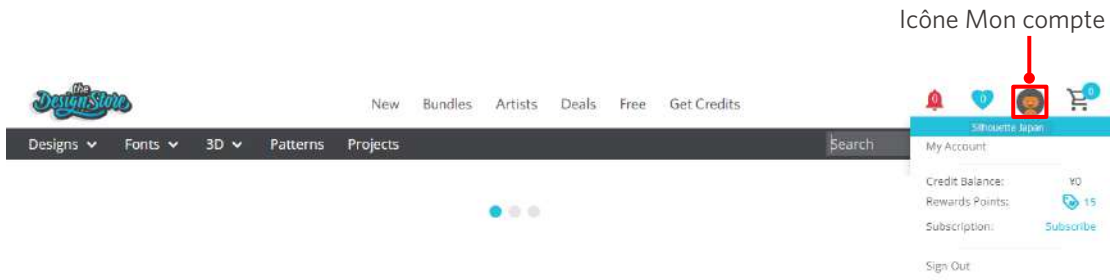 Icône Mon compte
the
Design Store
New Bundles Artists Deals Free Get Credits
0 0 0
Designs Fonts 3D Patterns Projects Search
Silhouette Japan
My Account
Credit Balance: ¥0
Rewards Points: 15
Subscription: Subscribe
Sign Out